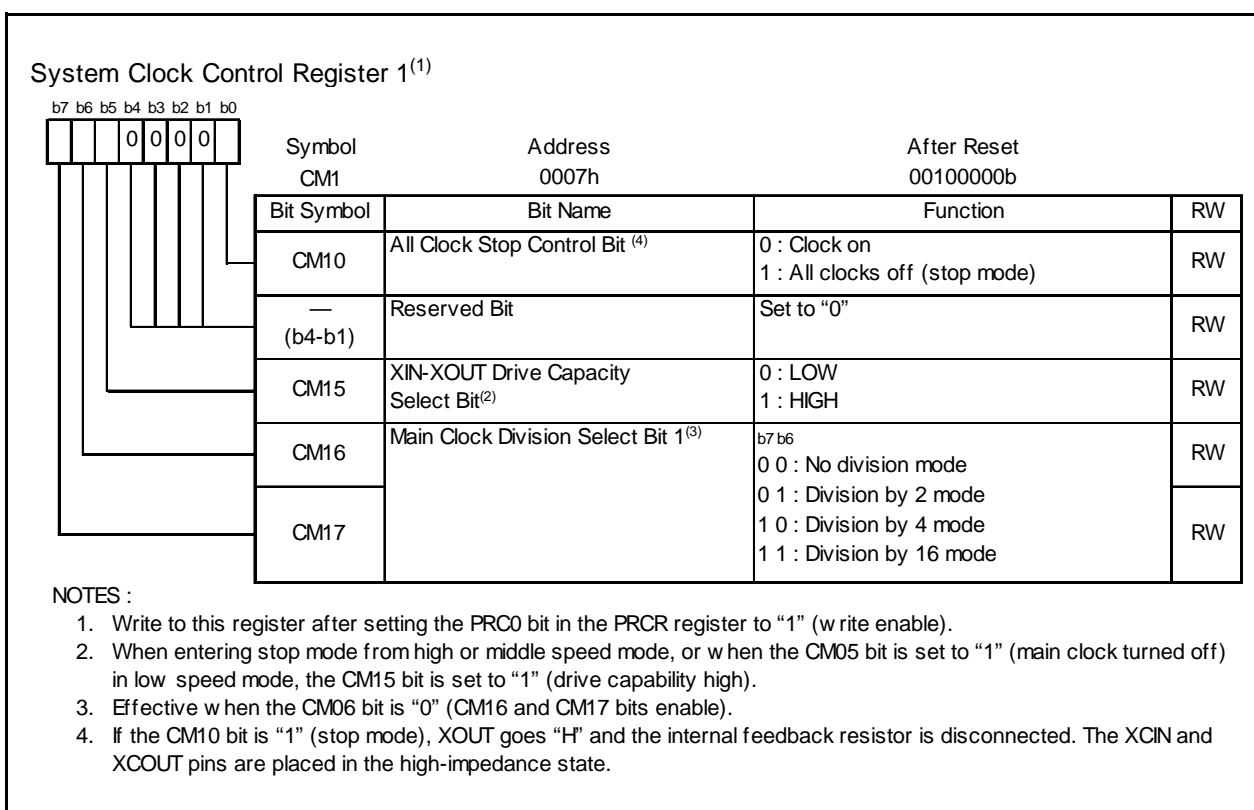 System Clock Control Register 1(1)
b7 b6 b5 b4 b3 b2 b1 b0
0 0 0 0
Symbol Address After Reset
CM1 0007h 00100000b
Bit Symbol Bit Name Function RW
CM10 All Clock Stop Control Bit (4) 0 : Clock on
1 : All clocks off (stop mode) RW
— (b4-b1) Reserved Bit Set to “0” RW
CM15 XIN-XOUT Drive Capacity
Select Bit(2) 0 : LOW
1 : HIGH RW
CM16 Main Clock Division Select Bit 1(3) b7 b6
0 0 : No division mode RW
0 1 : Division by 2 mode
CM17 1 0 : Division by 4 mode RW
1 1 : Division by 16 mode
NOTES :
1. Write to this register after setting the PRC0 bit in the PRCR register to “1” (write enable).
2. When entering stop mode from high or middle speed mode, or when the CM05 bit is set to “1” (main clock turned off)
in low speed mode, the CM15 bit is set to “1” (drive capability high).
3. Effective when the CM06 bit is “0” (CM16 and CM17 bits enable).
4. If the CM10 bit is “1” (stop mode), XOUT goes “H” and the internal feedback resistor is disconnected. The XCIN and
XCOUT pins are placed in the high-impedance state.